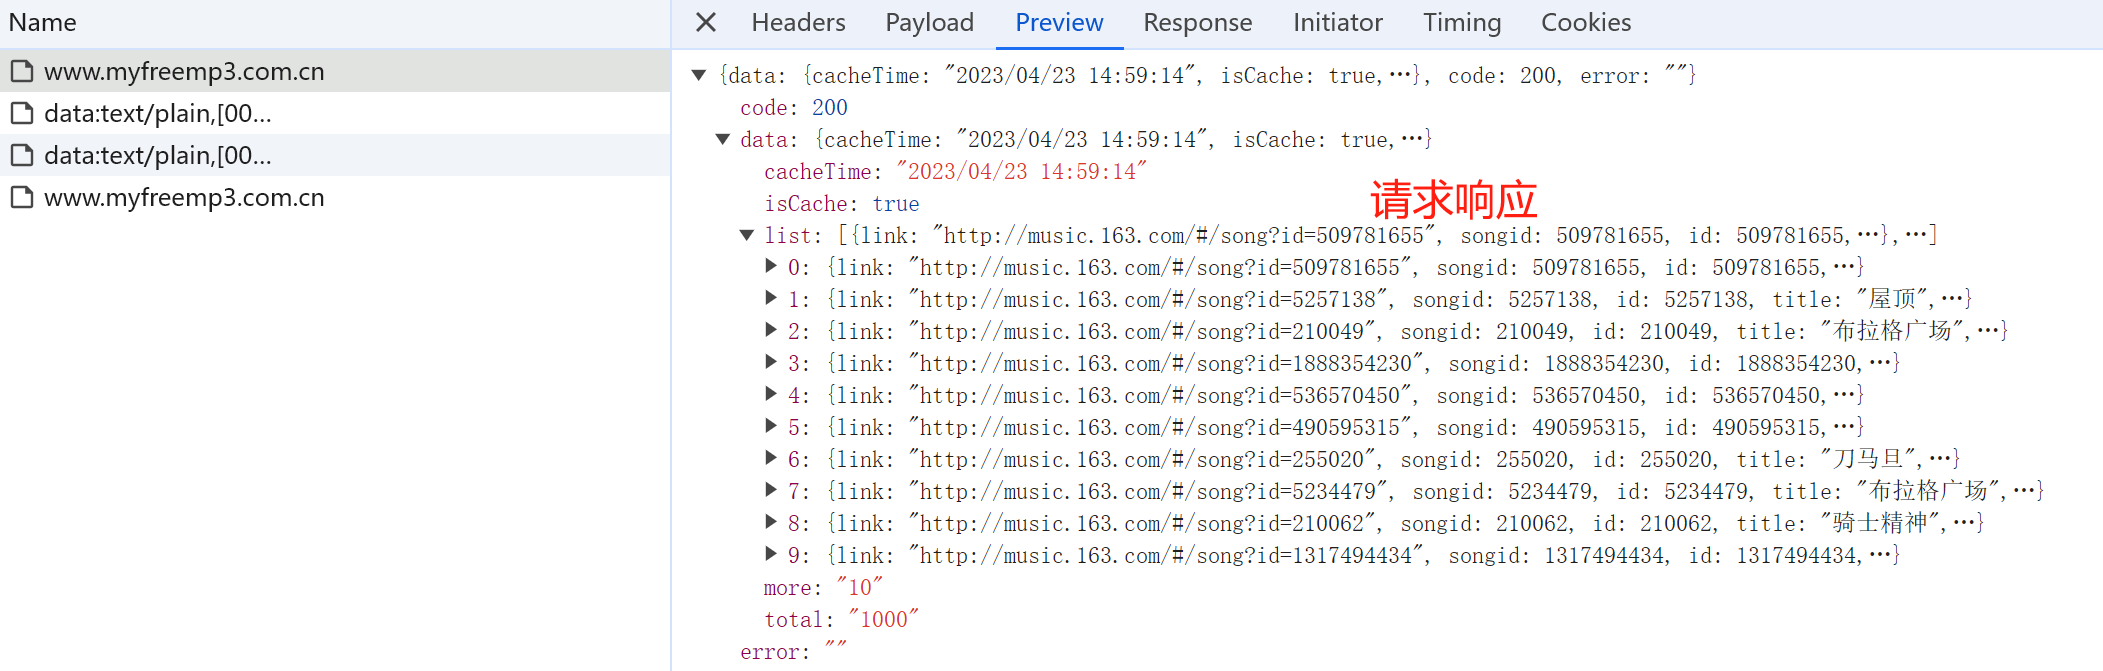 Name
www.myfreemp3.com.cn
data:text/plain,[00...
data:text/plain,[00...
www.myfreemp3.com.cn
Headers Payload Preview Response Initiator Timing Cookies
{data: {cacheTime: "2023/04/23 14:59:14", isCache: true,…}, code: 200, error: ""}
code: 200
data: {cacheTime: "2023/04/23 14:59:14", isCache: true,…}
cacheTime: "2023/04/23 14:59:14"
请求响应
isCache: true
list: [{link: "http://music.163.com/#/song?id=509781655", songid: 509781655, id: 509781655,…},…]
0: {link: "http://music.163.com/#/song?id=509781655", songid: 509781655, id: 509781655,…}
1: {link: "http://music.163.com/#/song?id=5257138", songid: 5257138, id: 5257138, title: "屋顶",…}
2: {link: "http://music.163.com/#/song?id=210049", songid: 210049, id: 210049, title: "布拉格广场",…}
3: {link: "http://music.163.com/#/song?id=1888354230", songid: 1888354230, id: 1888354230,…}
4: {link: "http://music.163.com/#/song?id=536570450", songid: 536570450, id: 536570450,…}
5: {link: "http://music.163.com/#/song?id=490595315", songid: 490595315, id: 490595315,…}
6: {link: "http://music.163.com/#/song?id=255020", songid: 255020, id: 255020, title: "刀马旦",…}
7: {link: "http://music.163.com/#/song?id=5234479", songid: 5234479, id: 5234479, title: "布拉格广场",…}
8: {link: "http://music.163.com/#/song?id=210062", songid: 210062, id: 210062, title: "骑士精神",…}
9: {link: "http://music.163.com/#/song?id=1317494434", songid: 1317494434, id: 1317494434,…}
more: "10"
total: "1000"
error: ""